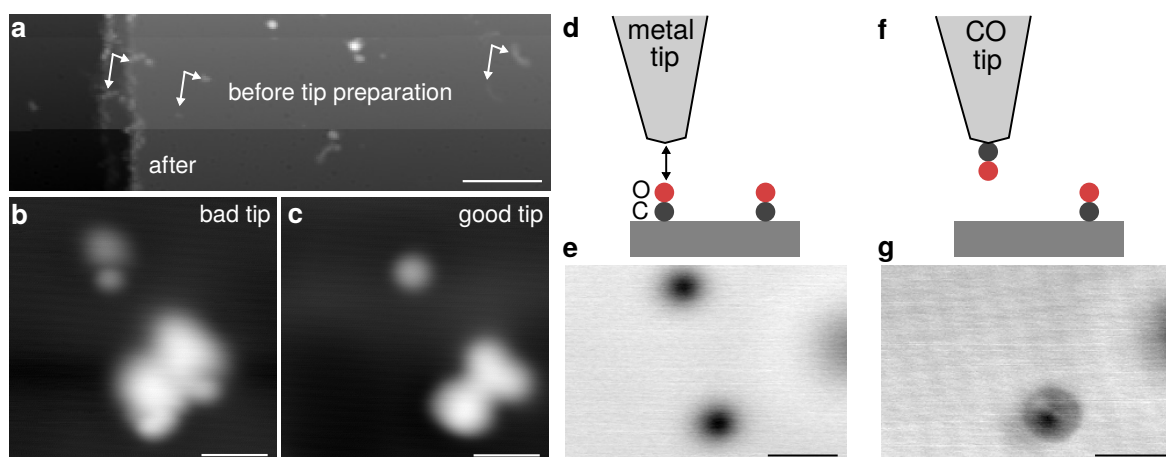 a
before tip preparation
after
b
bad tip
c
good tip
d
metal
tip
O
C
e
f
CO
tip
g